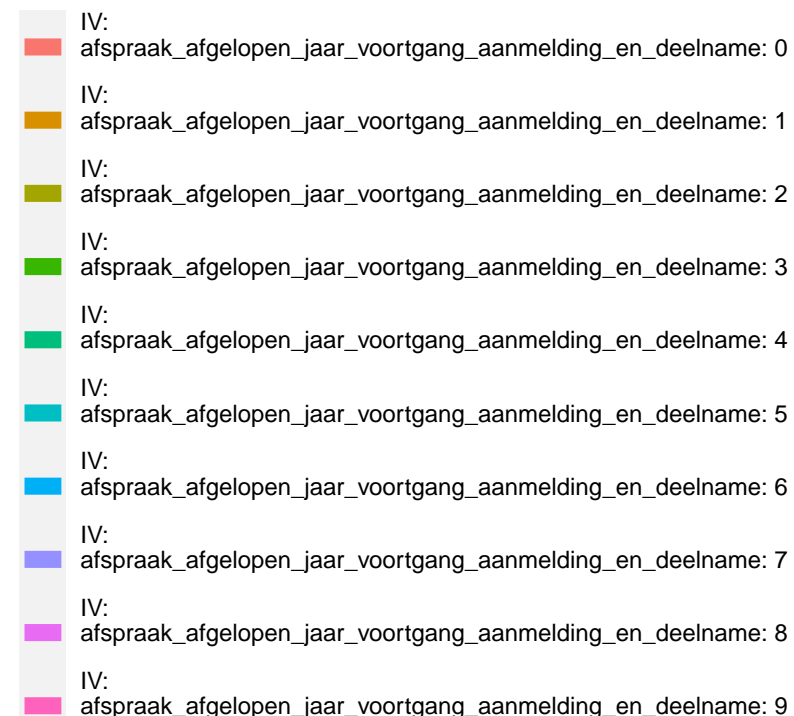 IV:
afspraak_afgelopen_jaar_voortgang_aanmelding_en_deelname: 0
IV:
afspraak_afgelopen_jaar_voortgang_aanmelding_en_deelname: 1
IV:
afspraak_afgelopen_jaar_voortgang_aanmelding_en_deelname: 2
IV:
afspraak_afgelopen_jaar_voortgang_aanmelding_en_deelname: 3
IV:
afspraak_afgelopen_jaar_voortgang_aanmelding_en_deelname: 4
IV:
afspraak_afgelopen_jaar_voortgang_aanmelding_en_deelname: 5
IV:
afspraak_afgelopen_jaar_voortgang_aanmelding_en_deelname: 6
IV:
afspraak_afgelopen_jaar_voortgang_aanmelding_en_deelname: 7
IV:
afspraak_afgelopen_jaar_voortgang_aanmelding_en_deelname: 8
IV:
afspraak_afgelopen_jaar_voortgang_aanmelding_en_deelname: 9